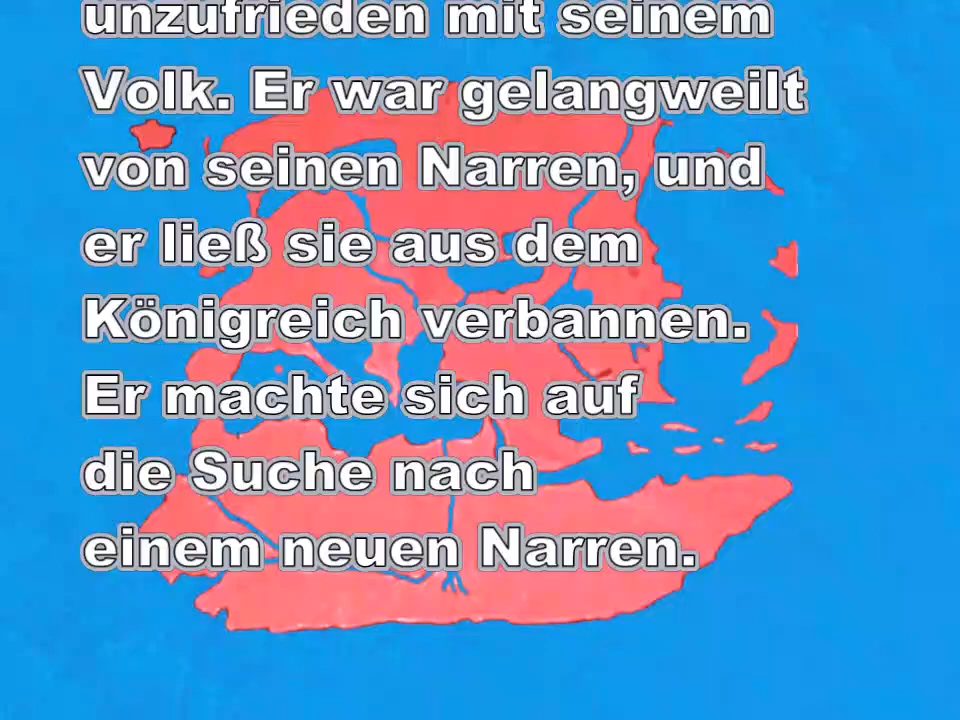 unzufrieden mit seinem
Volk. Er war gelangweilt
von seinen Narren, und
er ließ sie aus dem
Königreich verbannen.
Er machte sich auf
die Suche nach
einem neuen Narren.